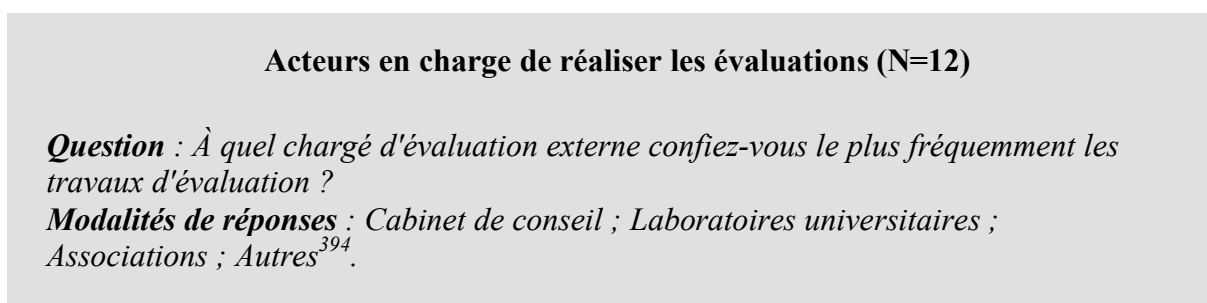 Acteurs en charge de réaliser les évaluations (N=12)
Question : À quel chargé d'évaluation externe confiez-vous le plus fréquemment les
travaux d'évaluation ?
Modalités de réponses : Cabinet de conseil ; Laboratoires universitaires ;
Associations ; Autres394.